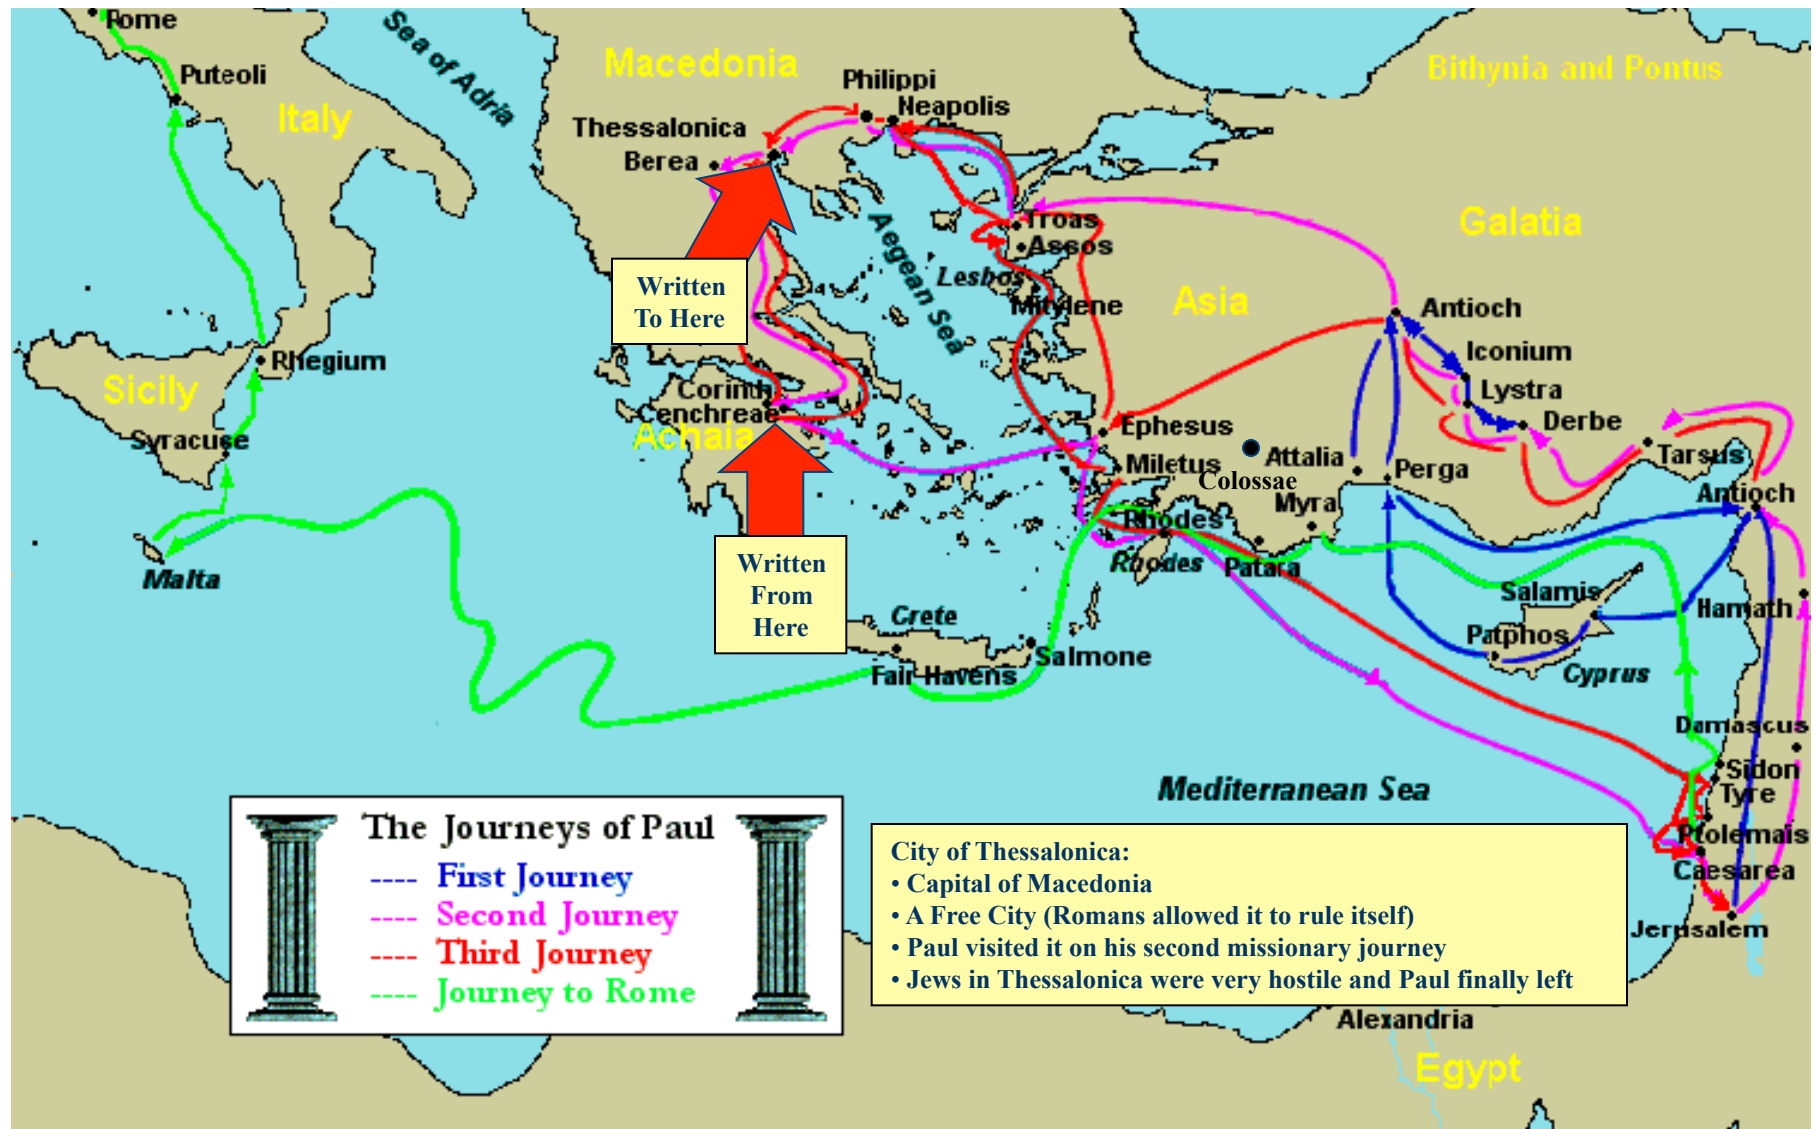 Rome
Puteoli
Italy
Sea of Adria
Macedonia
Philippi
Neapolis
Thessalonica
Berea
Bithynia and Pontus
Galatia
Troas
Assos
Aegean Sea
Lesbos
Mitylene
Asia
Antioch
Iconium
Lystra
Derbe
Written
To Here
Rhegium
Sicily
Syracuse
Corinth
Cenchreae
Achaia
Ephesus
Miletus
Colossae
Attalia
Perga
Myra
Tarsus
Antioch
Malta
Written
From
Here
Rhodes
Rhodes
Patara
Salamis
Patphos
Cyprus
Hamath
Grete
Salmone
Fair Havens
Damascus
Sidon
Tyre
Ptolemais
Caesarea
Jerusalem
Mediterranean Sea
The Journeys of Paul
---- First Journey
---- Second Journey
---- Third Journey
---- Journey to Rome
City of Thessalonica:
• Capital of Macedonia
• A Free City (Romans allowed it to rule itself)
• Paul visited it on his second missionary journey
• Jews in Thessalonica were very hostile and Paul finally left
Alexandria
Egypt